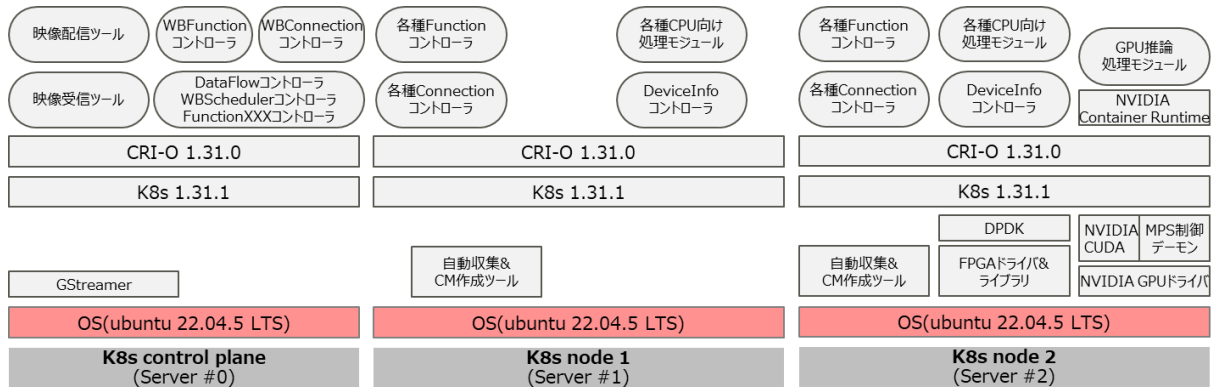 映像配信ツール
WBFunction
コントローラ
WBConnection
コントローラ
映像受信ツール
DataFlowコントローラ
WBSchedulerコントローラ
FunctionXXXコントローラ
CRI-O 1.31.0
K8s 1.31.1
GStreamer
OS(ubuntu 22.04.5 LTS)
K8s control plane
(Server #0)
各種Function
コントローラ
各種CPU向け
処理モジュール
各種Connection
コントローラ
DeviceInfo
コントローラ
CRI-O 1.31.0
K8s 1.31.1
自動収集&
CM作成ツール
OS(ubuntu 22.04.5 LTS)
K8s node 1
(Server #1)
各種Function
コントローラ
各種CPU向け
処理モジュール
GPU推論
処理モジュール
各種Connection
コントローラ
DeviceInfo
コントローラ
NVIDIA
Container Runtime
CRI-O 1.31.0
K8s 1.31.1
自動収集&
CM作成ツール
DPDK
FPGAドライバ&
ライブラリ
NVIDIA
CUDA
MPS制御
デーモン
NVIDIA GPUドライバ
OS(ubuntu 22.04.5 LTS)
K8s node 2
(Server #2)